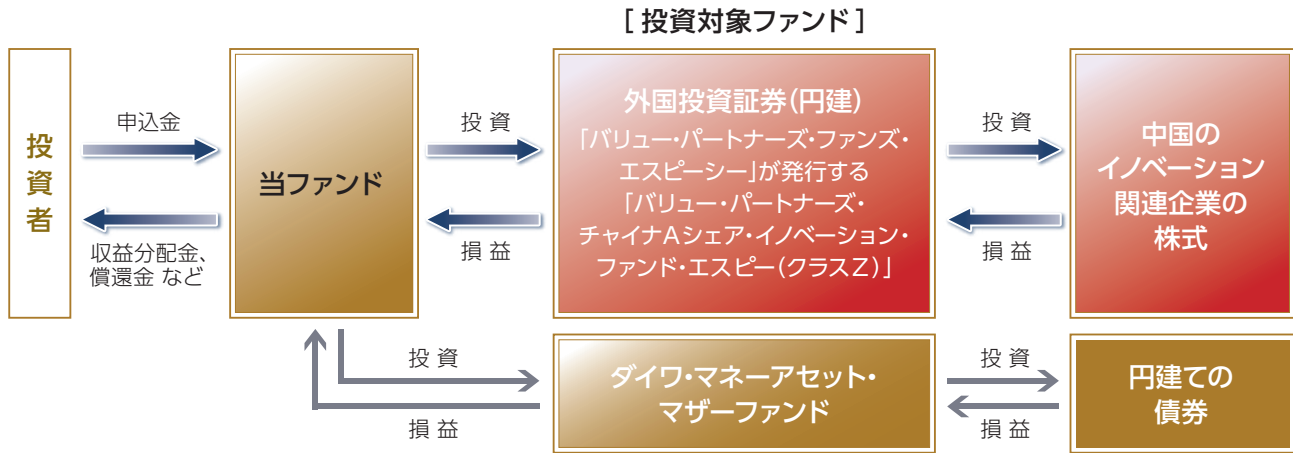 [ 投資対象ファンド ]
投資者
申込金
収益分配金、
償還金 など
当ファンド
投 資
損 益
外国投資証券(円建)
「バリュー・パートナーズ・ファンズ・
エスピーシー」が発行する
「バリュー・パートナーズ・
チャイナAシェア・イノベーション・
ファンド・エスピー(クラスZ)」
投 資
損 益
中国の
イノベーション
関連企業の
株式
投 資
損 益
ダイワ・マネーアセット・
マザーファンド
投 資
損 益
円建ての
債券